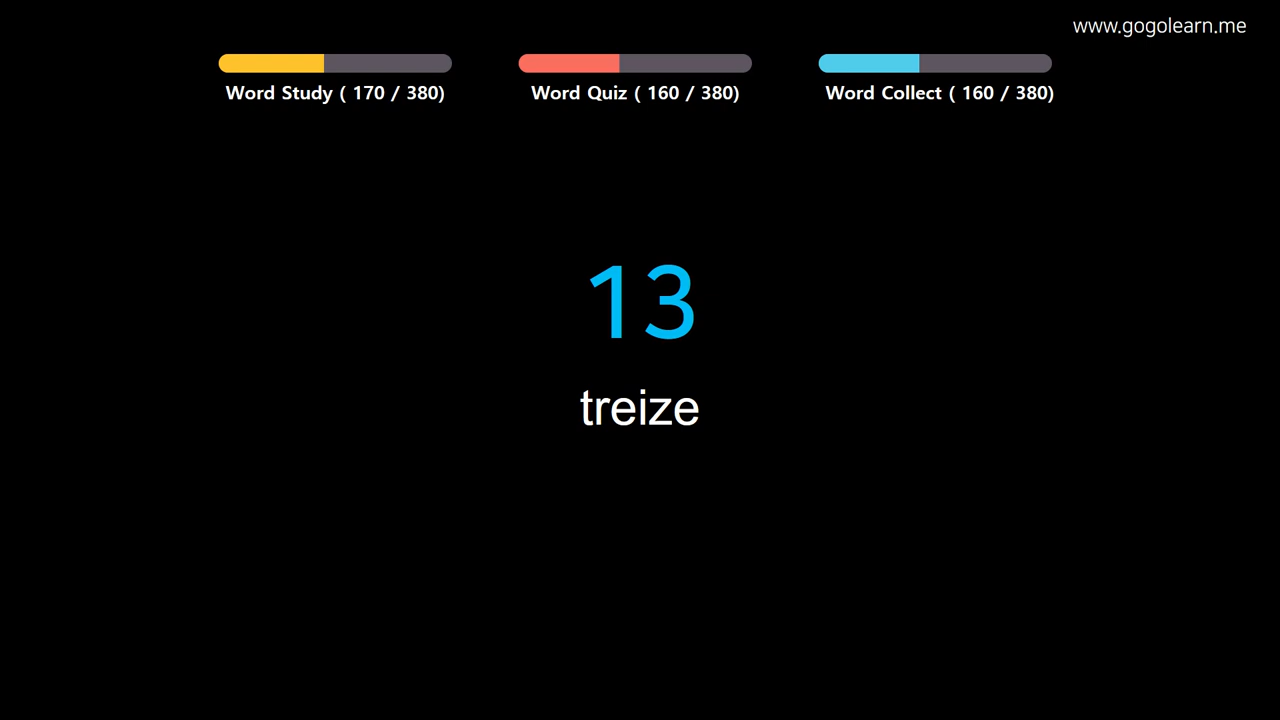 www.gogolearn.me
Word Study ( 170 / 380)
Word Quiz ( 160 / 380)
Word Collect ( 160 / 380)
13
treize